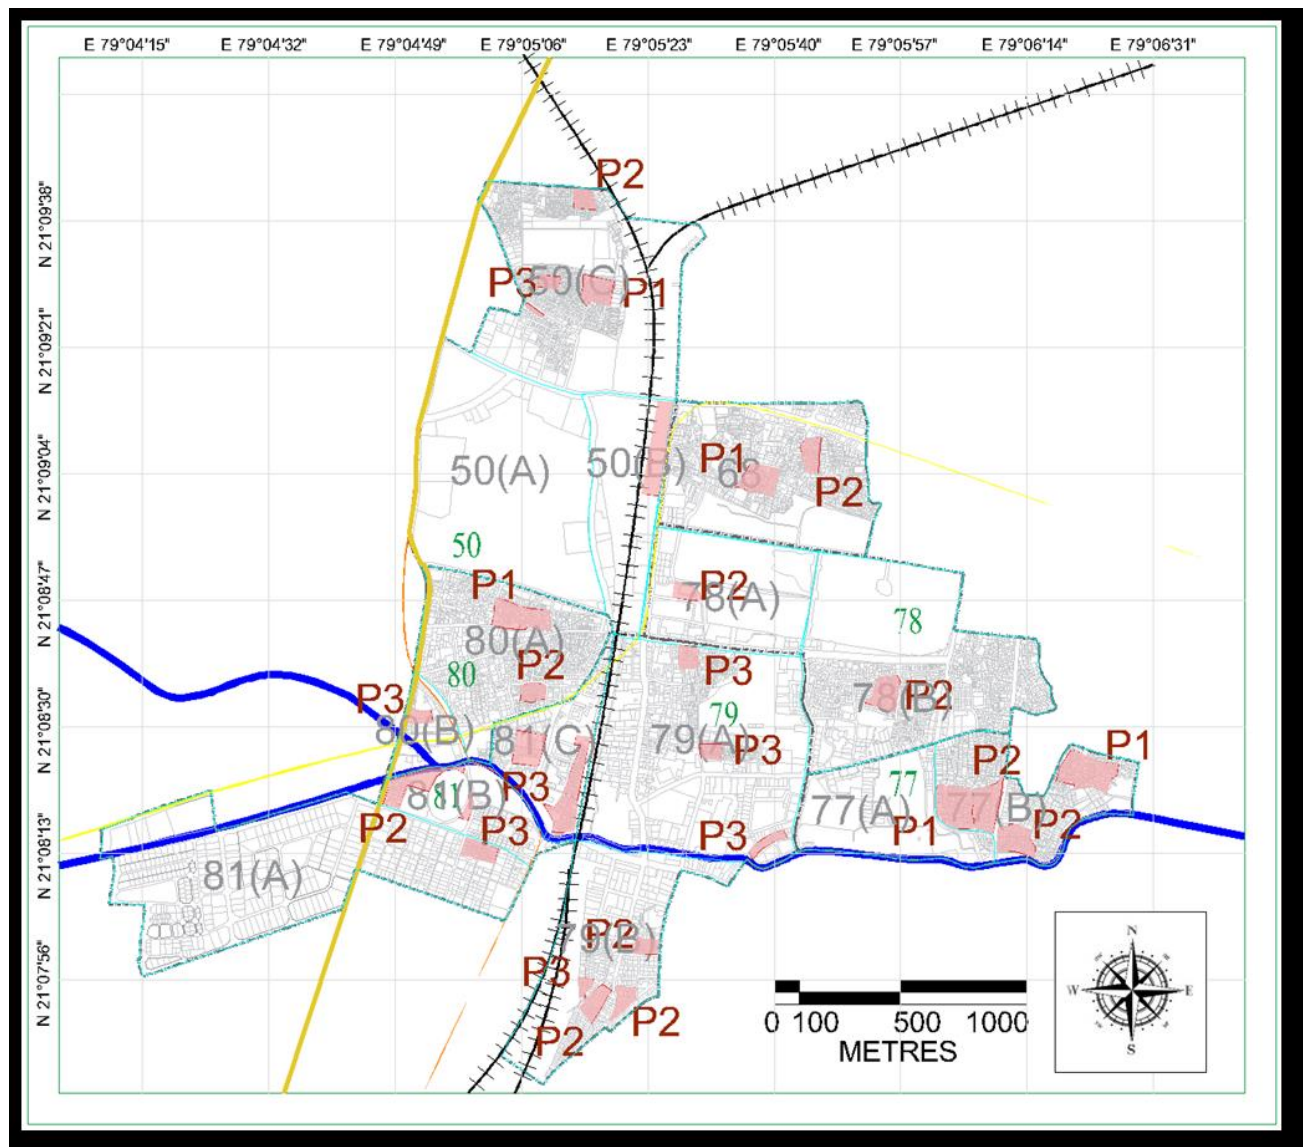 E 79°04'15" E 79°04'32" E 79°04'49" E 79°05'06" E 79°05'23" E 79°05'40" E 79°05'57" E 79°06'14" E 79°06'31"
N 21°09'38"
N 21°09'21"
N 21°09'04"
N 21°08'47"
N 21°08'30"
N 21°08'13"
N 21°07'56"
P2
P3 50(C) P1
50(A) 50(B) P1 68 P2
50
P1 P2 78(A) 78
80(A)
80 P2 P3 78(B) P2
P3 79
80(B) 81(C) 79(A) P3 P2 P1
81(B) 81 P3 77 77(A) 77(B)
P2 P3 P3 P1 P2
81(A)
P2 79(B)
P3
P2 P2
0 100 500 1000
METRES
N
W E
S